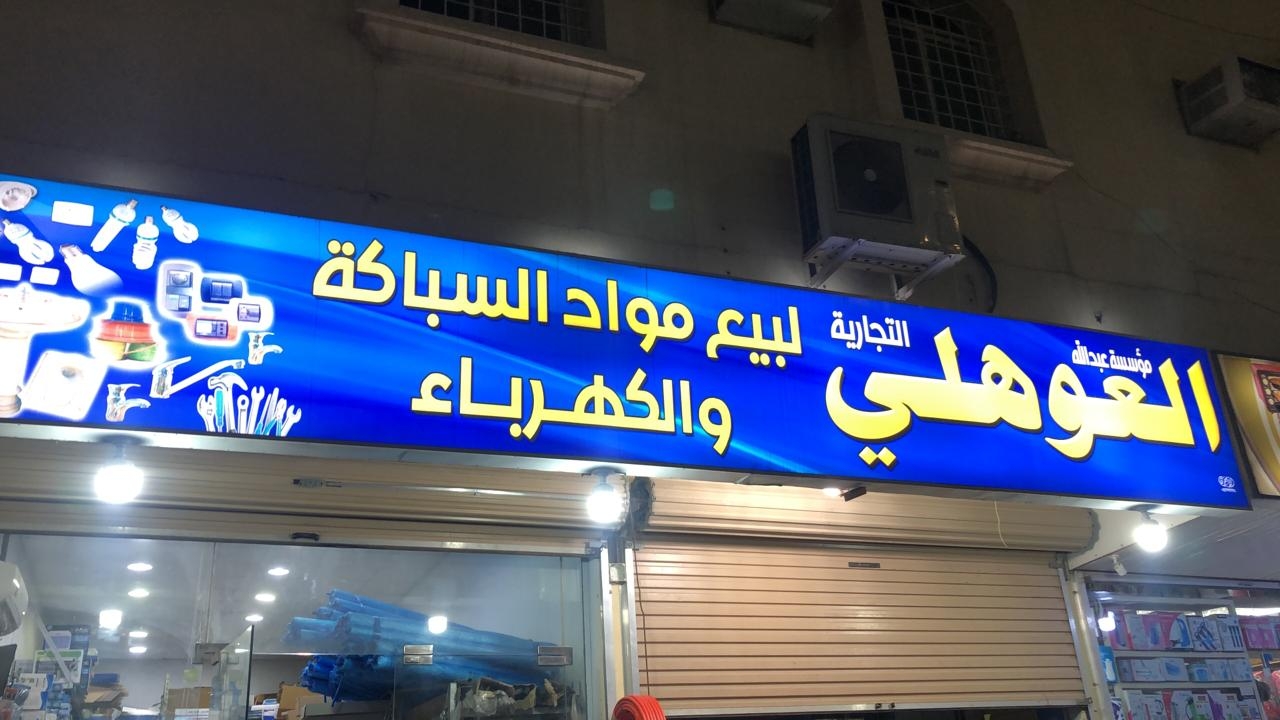 مؤسسة عبدالله
العوهلي
التجارية
لبيع مواد السباكة
والكهرباء